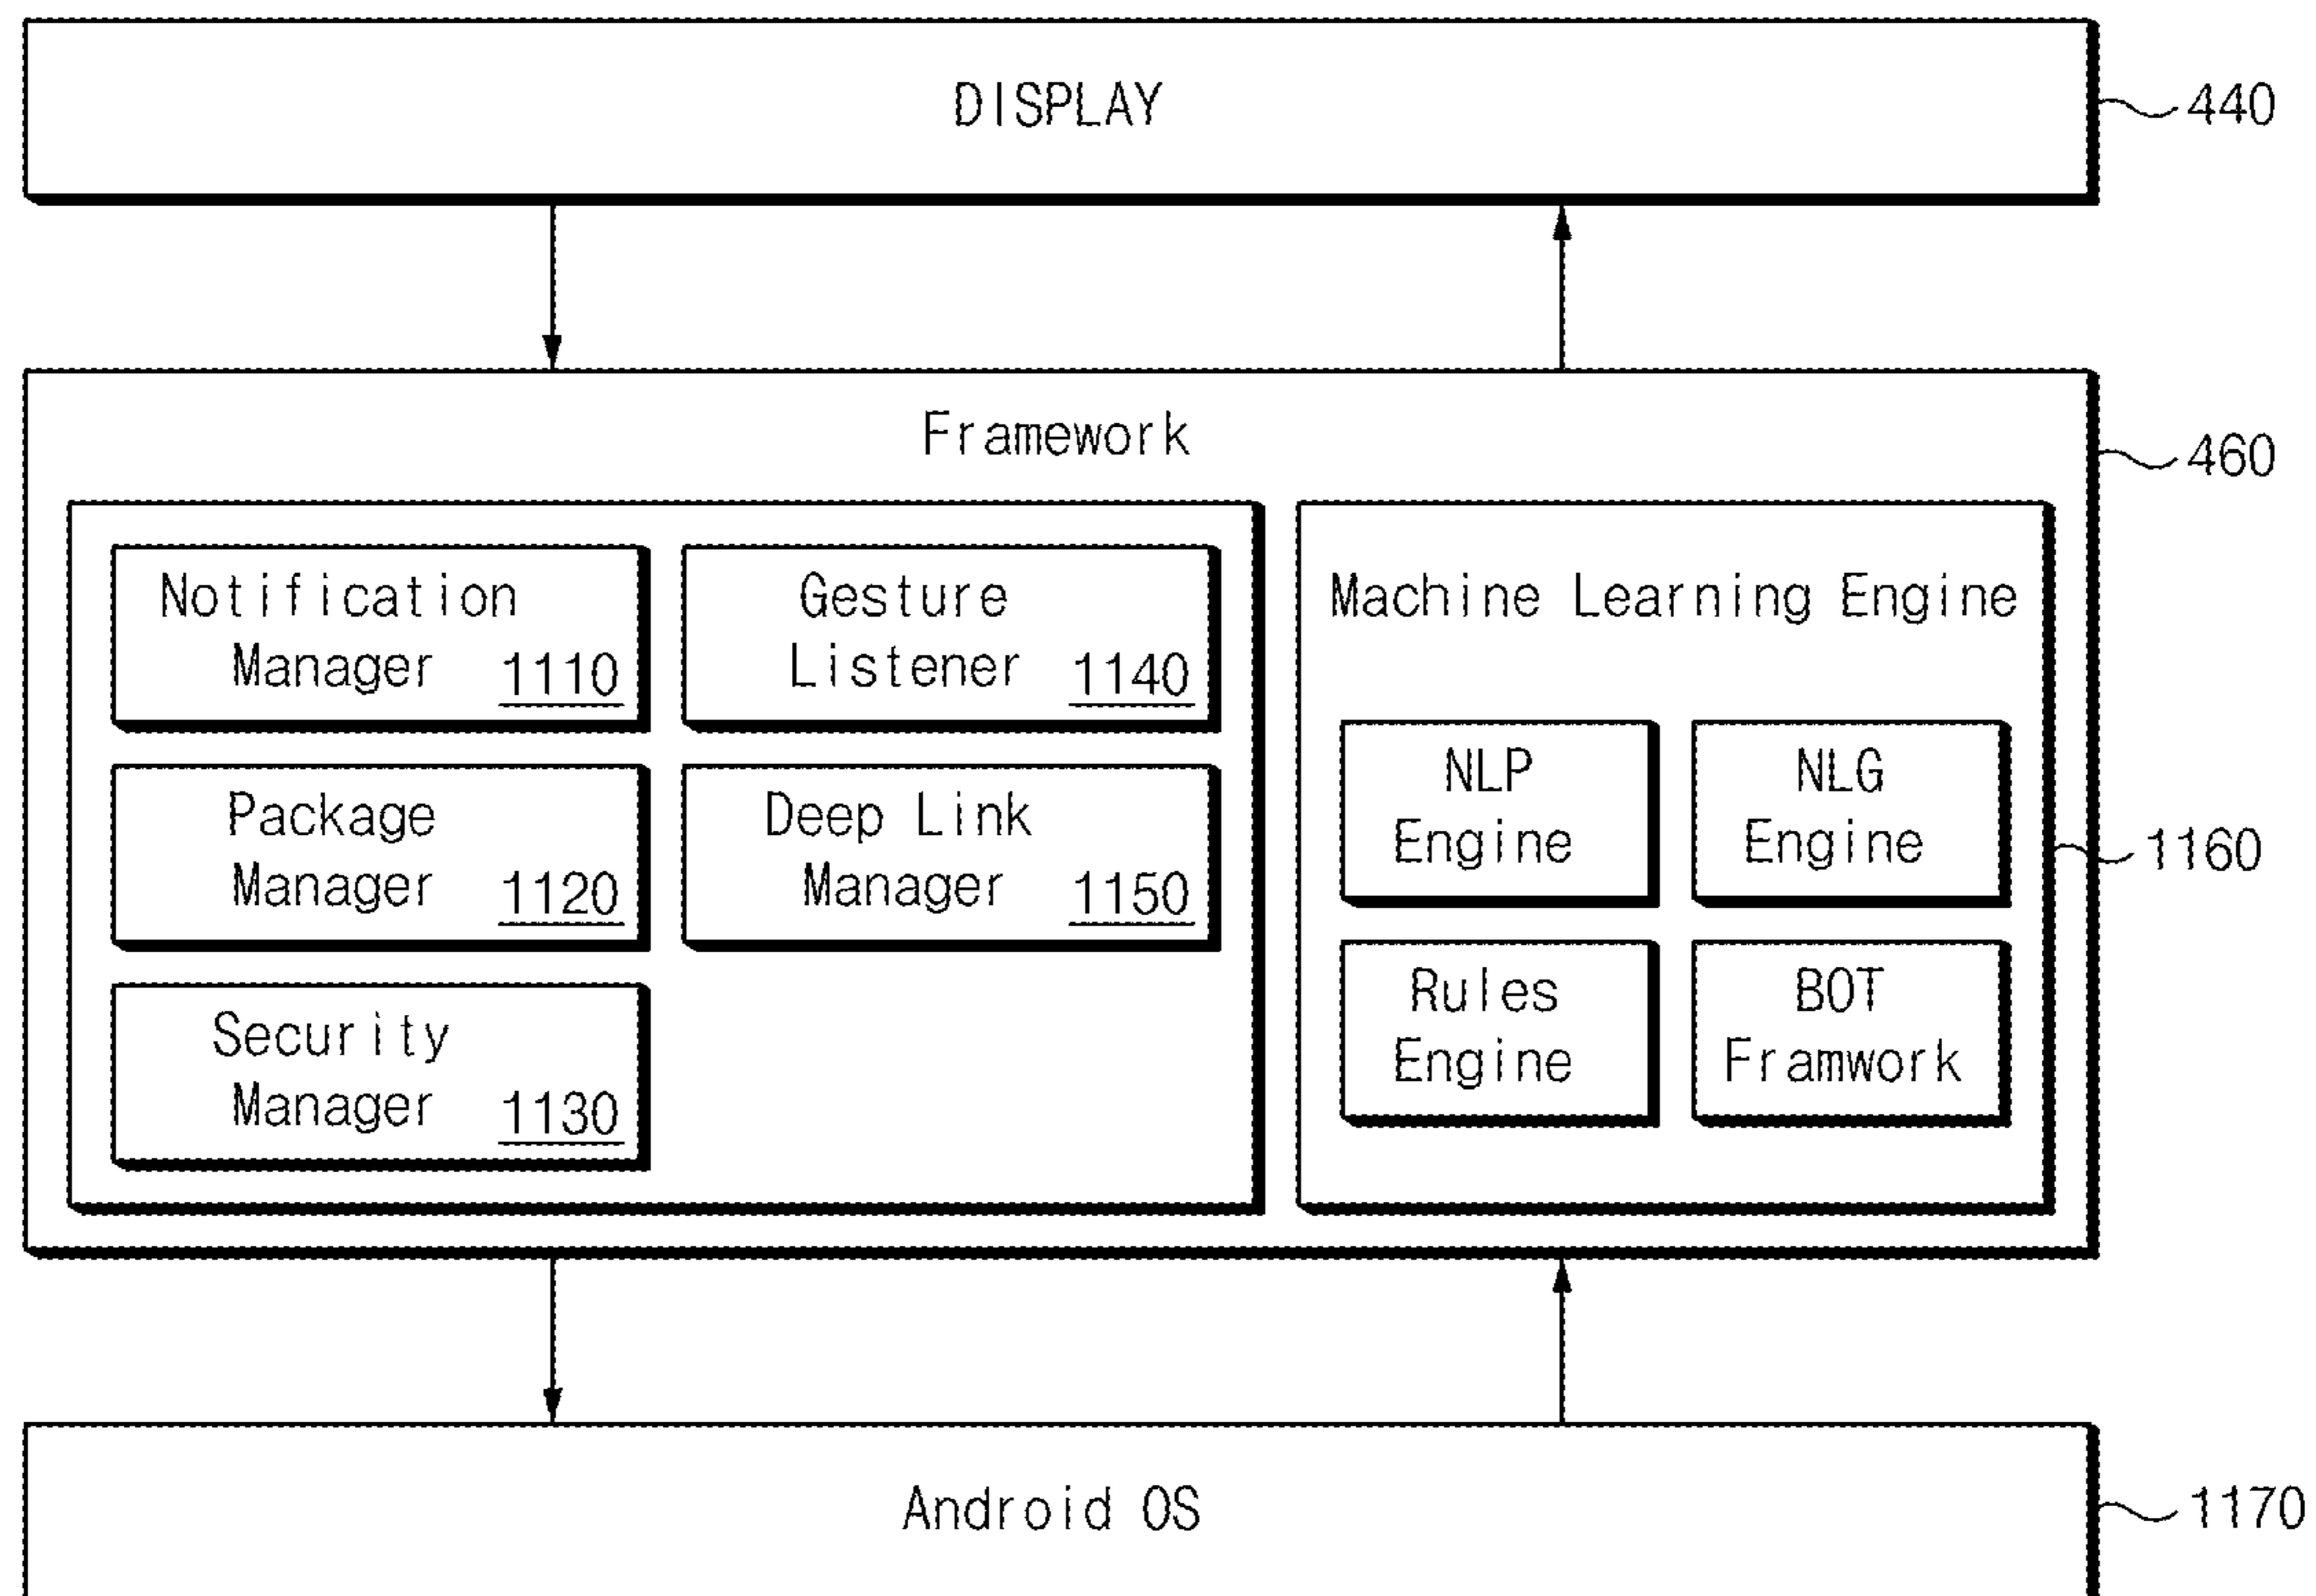 DISPLAY
440
Framework
460
Notification
Manager 1110
Gesture
Listener 1140
Package
Manager 1120
Deep Link
Manager 1150
Security
Manager 1130
Machine Learning Engine
NLP
Engine
NLG
Engine
1160
Rules
Engine
BOT
Framwork
Android OS
1170